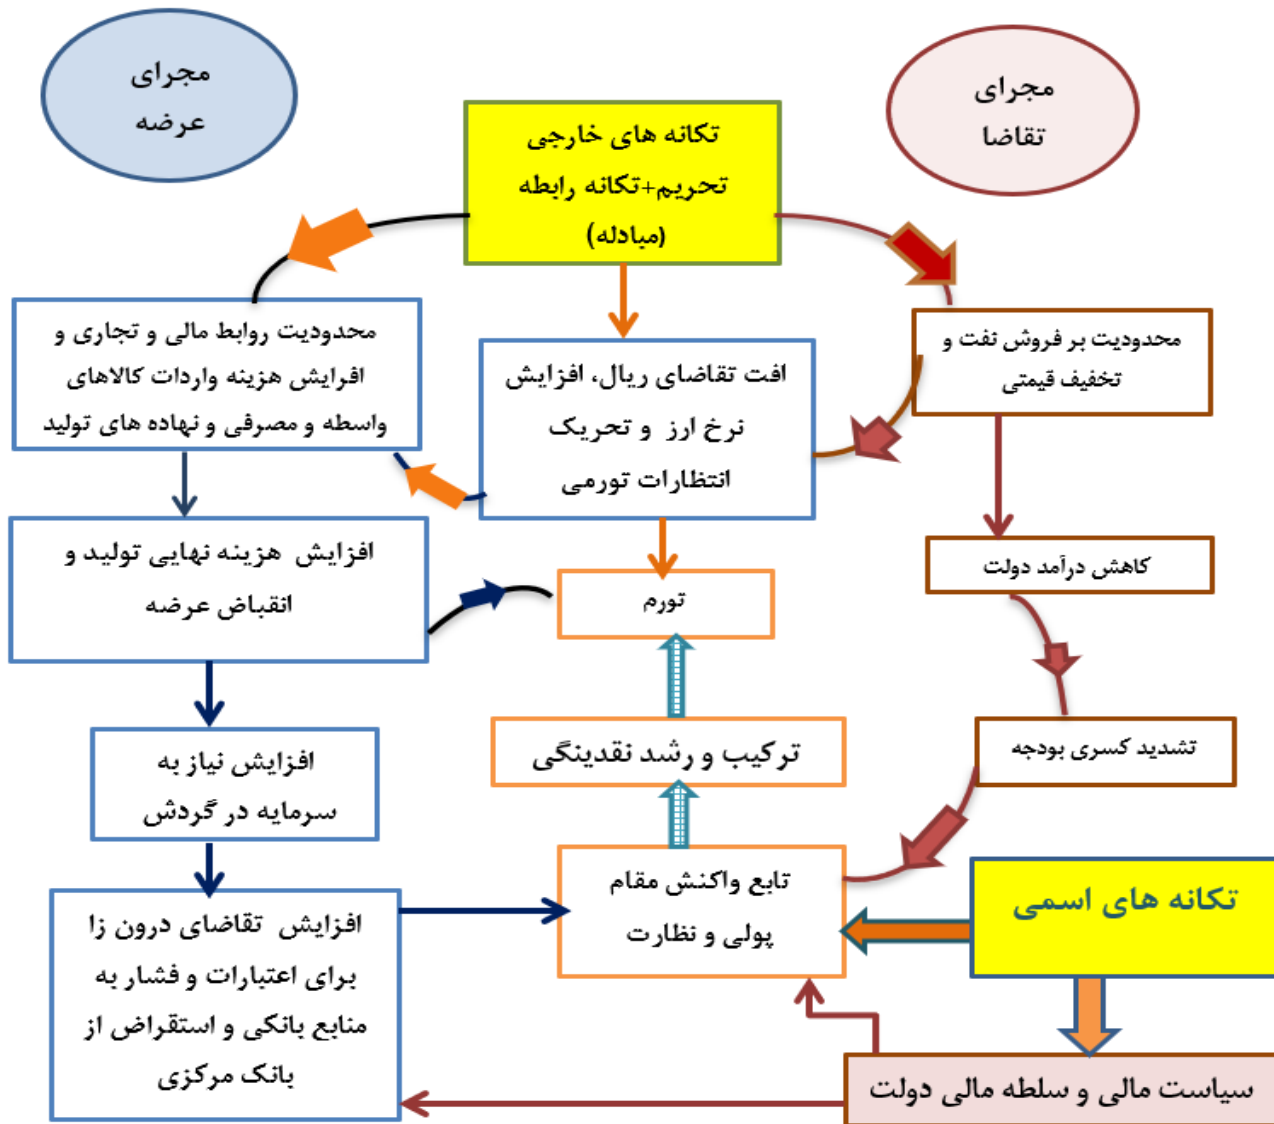 مجرای
عرضه
مجرای
تقاضا
تکانه های خارجی
تحریم+تکانه رابطه
(مبادله)
محدودیت روابط مالی و تجاری و
افرایش هزینه واردات کالاهای
واسطه و مصرفی و نهاده های تولید
افت تقاضای ریال، افزایش
نرخ ارز و تحریک
انتظارات تورمی
محدودیت بر فروش نفت و
تخفیف قیمتی
افزایش هزینه نهایی تولید و
انقباض عرضه
تورم
کاهش درآمد دولت
افزایش نیاز به
سرمایه در گردش
ترکیب و رشد نقدینگی
تشدید کسری بودجه
افزایش تقاضای درون زا
برای اعتبارات و فشار به
منابع بانکی و استقراض از
بانک مرکزی
تابع واکنش مقام
پولی و نظارت
تکانه های اسمی
سیاست مالی و سلطه مالی دولت